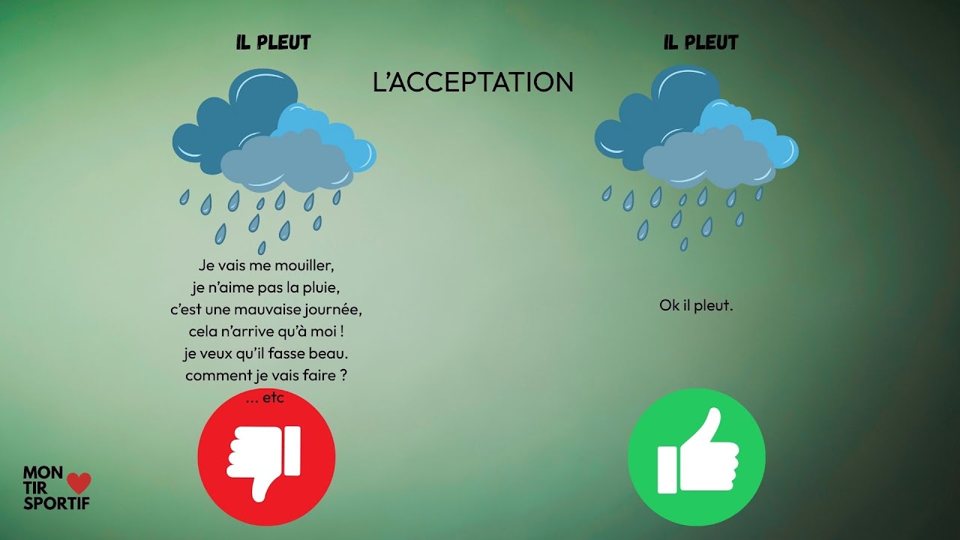 IL PLEUT
IL PLEUT
L’ACCEPTATION
Je vais me mouiller,
je n’aime pas la pluie,
c’est une mauvaise journée,
cela n’arrive qu’à moi !
je veux qu’il fasse beau.
comment je vais faire ?
... etc
Ok il pleut.
MON
TIR
SPORTIF